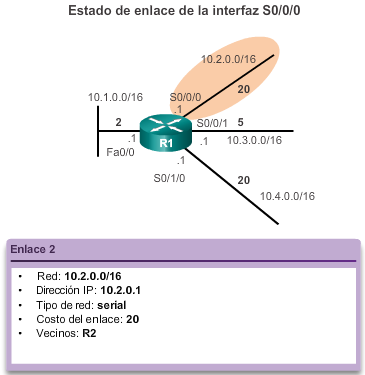 Estado de enlace de la interfaz S0/0/0
10.2.0.0/16
20
10.1.0.0/16
S0/0/0
.1
2
S0/0/1
5
.1
R1
.1
10.3.0.0/16
Fa0/0
.1
S0/1/0
20
10.4.0.0/16
Enlace 2
• Red: 10.2.0.0/16
• Dirección IP: 10.2.0.1
• Tipo de red: serial
• Costo del enlace: 20
• Vecinos: R2